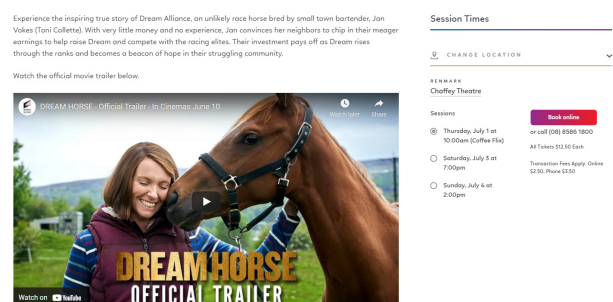 Experience the inspiring true story of Dream Alliance, an unlikely race horse bred by small town bartender, Jan
Vokes (Toni Collette). With very little money and no experience, Jan convinces her neighbors to chip in their meager
earnings to help raise Dream and compete with the racing elites. Their investment pays off as Dream rises
through the ranks and becomes a beacon of hope in their struggling community.
Watch the official movie trailer below.
DREAM HORSE - Official Trailer - In Cinemas June 10
Watch later
Share
DREAM HORSE
OFFICIAL TRAILER
Watch on YouTube
Session Times
CHANGE LOCATION
RENMARK
Chaffey Theatre
Sessions
Thursday, July 1 at
10:00am (Coffee Flix)
Saturday, July 3 at
7:00pm
Sunday, July 4 at
2:00pm
Book online
or call (08) 8586 1800
All Tickets $12.50 Each
Transaction Fees Apply: Online
$2.50, Phone $3.50